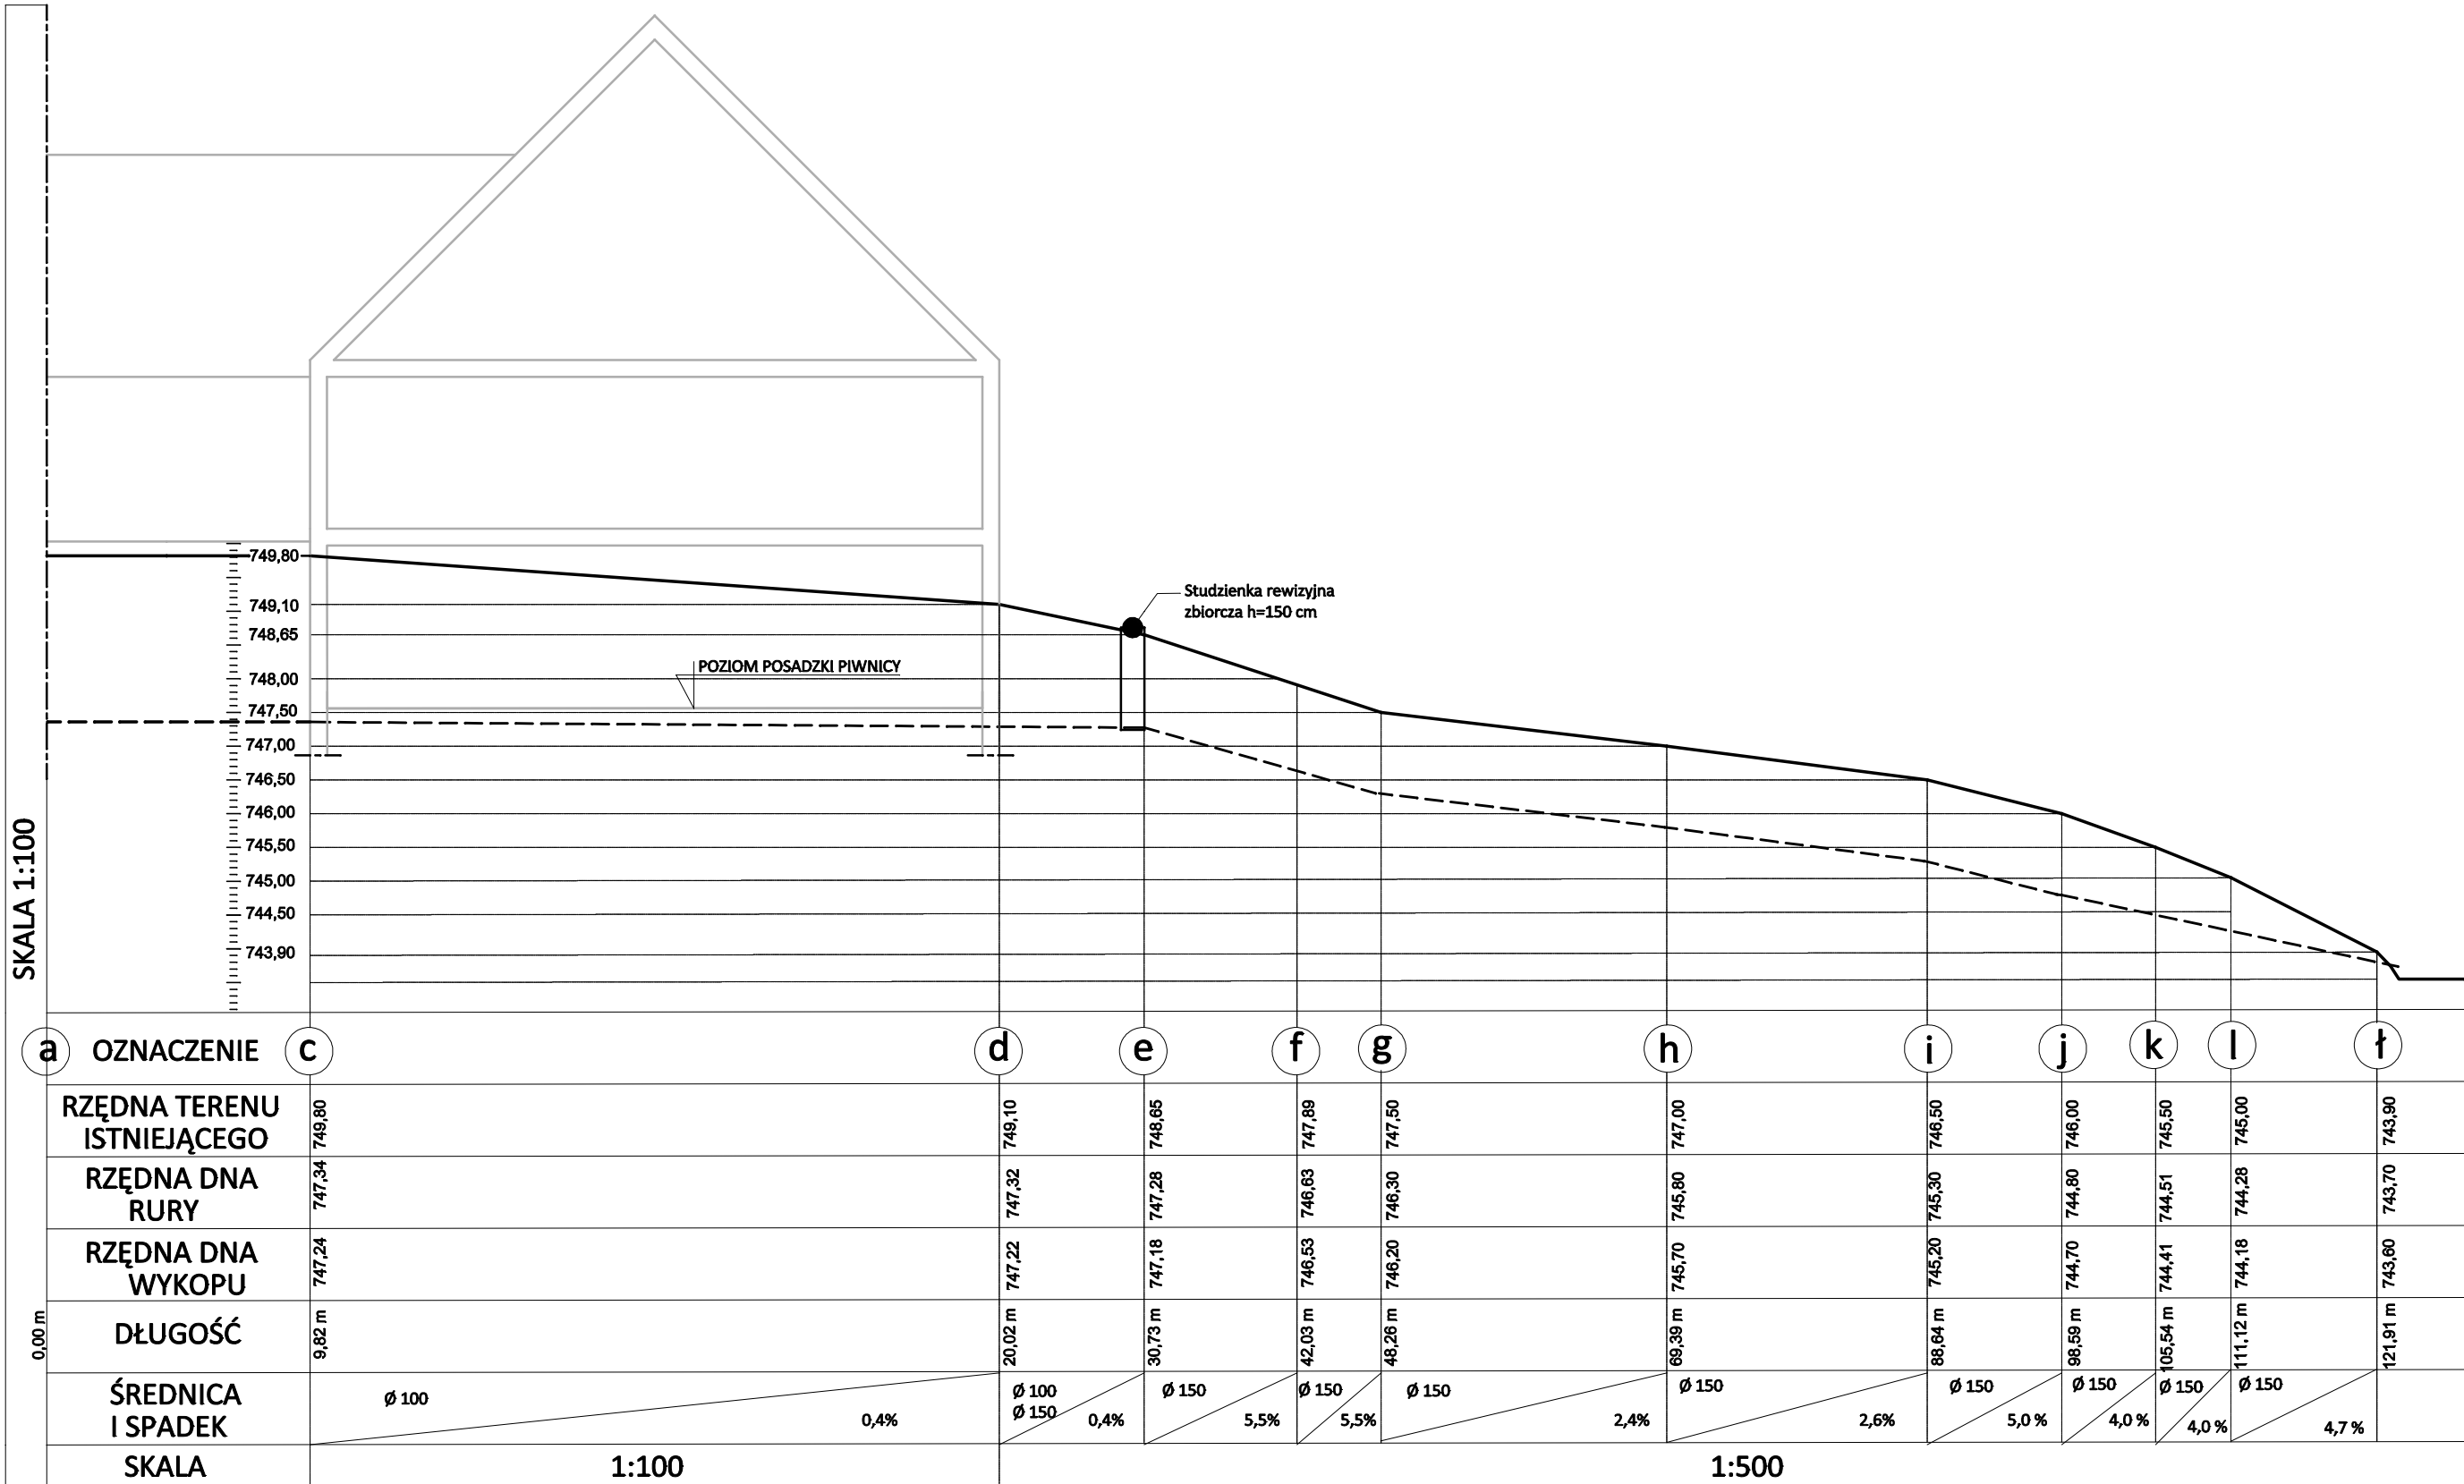 SKALA 1:100
749,80
749,10
748,65
748,00
747,50
747,00
746,50
746,00
745,50
745,00
744,50
743,90
POZIOM POSADZKI PIWNICY
Studzienka rewizyjna
zbiorcza h=150 cm
a OZNACZENIE c d e f g h i j k l ł
RZĘDNA TERENU
ISTNIEJĄCEGO
749,80 749,10 748,65 747,89 747,50 747,00 746,50 746,00 745,50 745,00 743,90
RZĘDNA DNA
RURY
747,34 747,32 747,28 746,63 746,30 745,80 745,30 744,80 744,51 744,28 743,70
RZĘDNA DNA
WYKOPU
747,24 747,22 747,18 746,53 746,20 745,70 745,20 744,70 744,41 744,18 743,60
DŁUGOŚĆ
0,00 m 9,82 m 20,02 m 30,73 m 42,03 m 48,26 m 69,39 m 88,64 m 98,59 m 105,54 m 111,12 m 121,91 m
ŚREDNICA
I SPADEK
Ø 100 Ø 100 Ø 150 Ø 150 Ø 150 Ø 150 Ø 150 Ø 150 Ø 150 Ø 150
Ø 150
0,4% 0,4% 5,5% 5,5% 2,4% 2,6% 5,0 % 4,0 % 4,0 % 4,7 %
SKALA 1:100 1:500